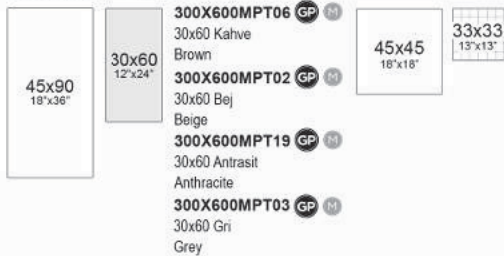 45x90
18"x36"
30x60
12"x24"
300X600MPT06 GP M
30x60 Kahve
Brown
300X600MPT02 GP M
30x60 Bej
Beige
300X600MPT19 GP M
30x60 Antrasit
Anthracite
300X600MPT03 GP M
30x60 Gri
Grey
45x45
18"x18"
33x33
13"x13"